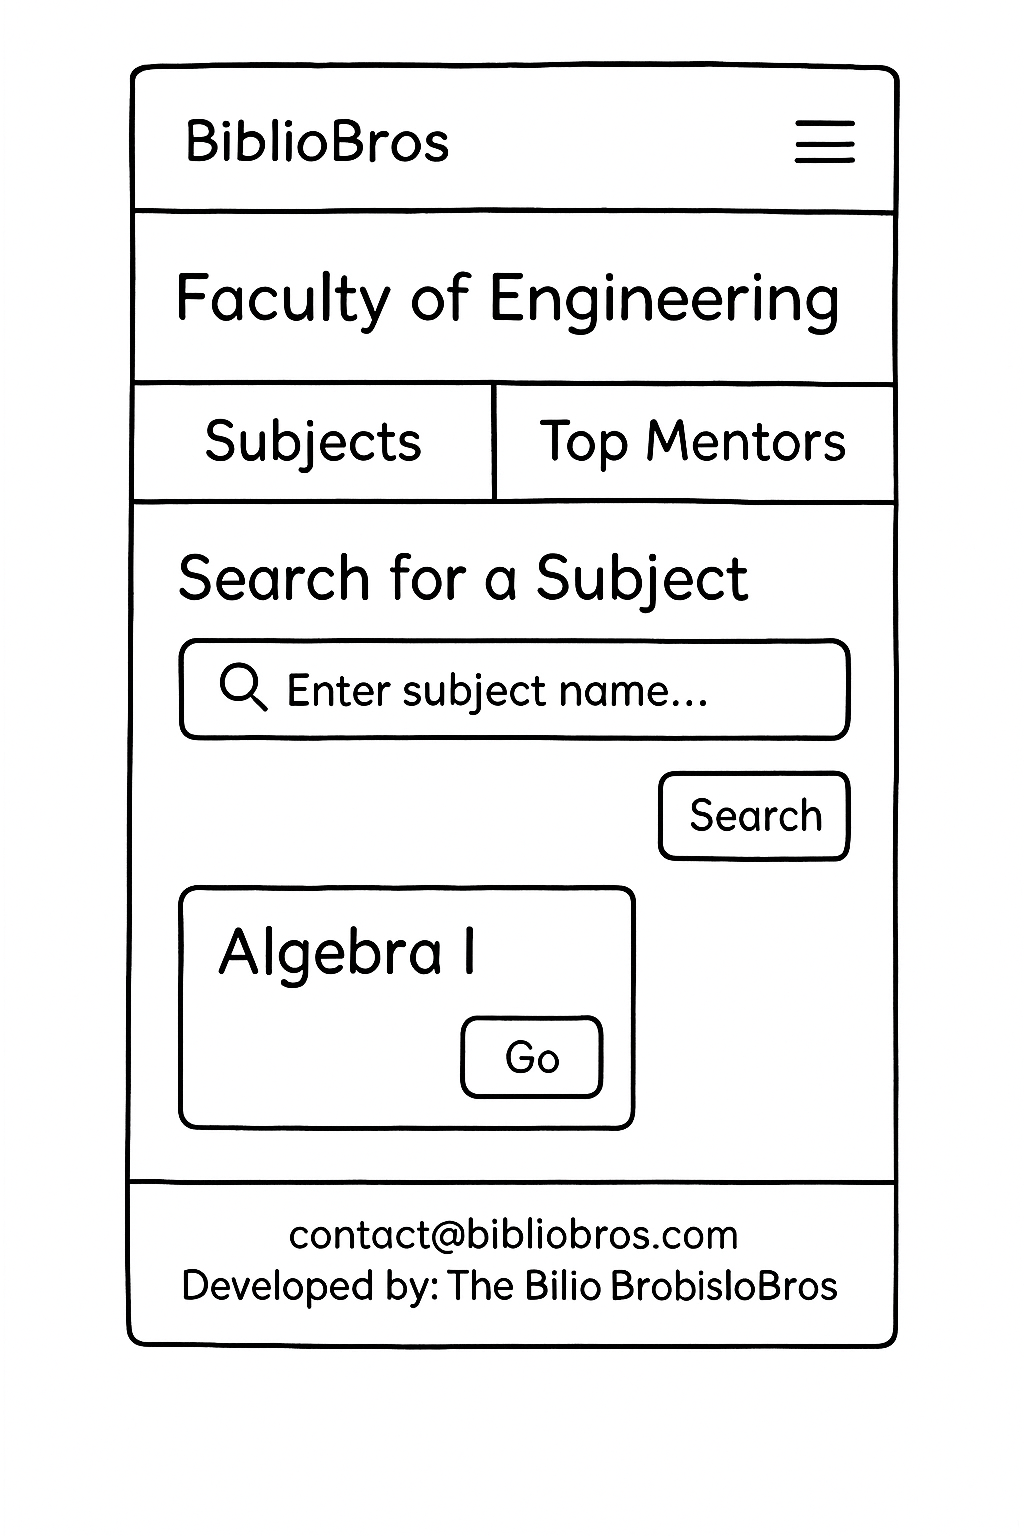 BiblioBros
Faculty of Engineering
Subjects
Top Mentors
Search for a Subject
Enter subject name...
Search
Algebra I
Go
contact@bibliobros.com
Developed by: The Bilio BrobisloBros